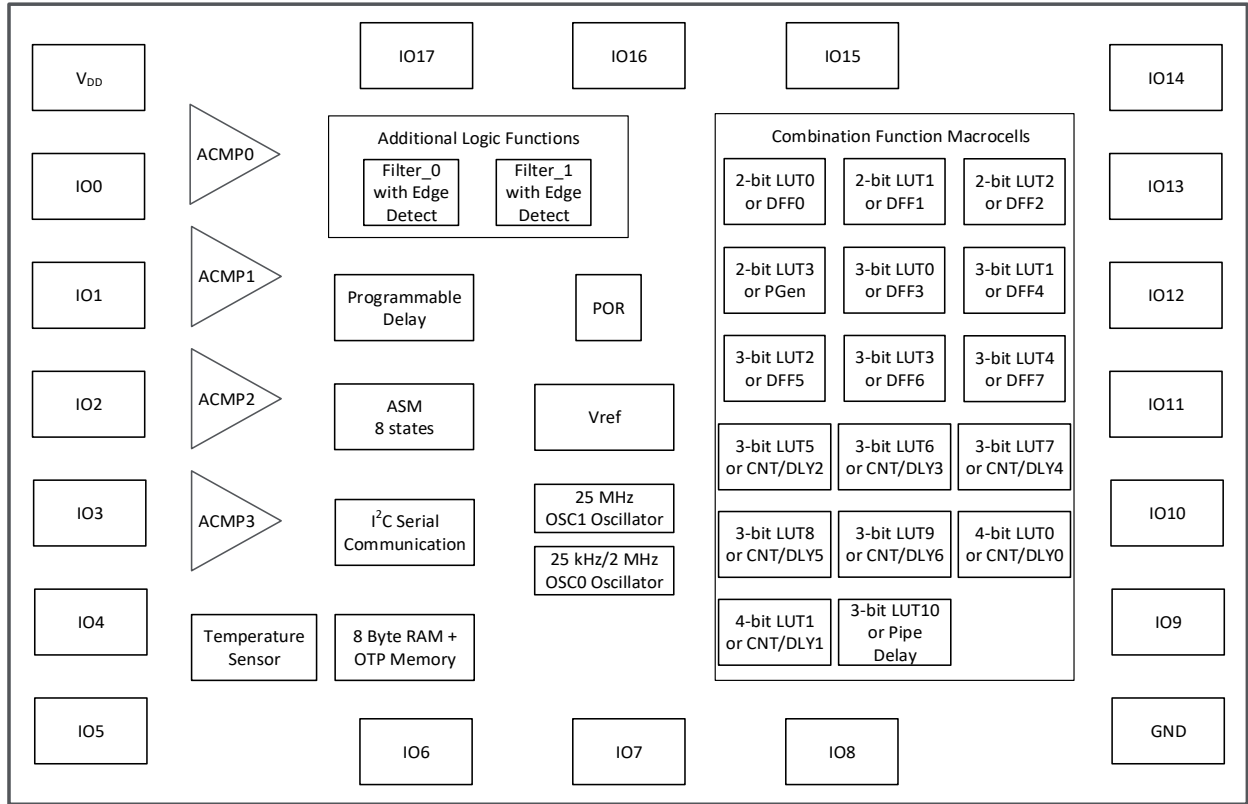 IO17
IO16
IO15
V_DD
IO14
ACMP0
Additional Logic Functions
Filter_0
with Edge
Detect
Filter_1
with Edge
Detect
Combination Function Macrocells
2-bit LUT0
or DFF0
2-bit LUT1
or DFF1
2-bit LUT2
or DFF2
IO0
IO13
ACMP1
2-bit LUT3
or PGen
3-bit LUT0
or DFF3
3-bit LUT1
or DFF4
IO1
Programmable
Delay
POR
IO12
3-bit LUT2
or DFF5
3-bit LUT3
or DFF6
3-bit LUT4
or DFF7
IO2
ACMP2
ASM
8 states
Vref
IO11
3-bit LUT5
or CNT/DLY2
3-bit LUT6
or CNT/DLY3
3-bit LUT7
or CNT/DLY4
IO3
ACMP3
I²C Serial
Communication
25 MHz
OSC1 Oscillator
25 kHz/2 MHz
OSC0 Oscillator
3-bit LUT8
or CNT/DLY5
3-bit LUT9
or CNT/DLY6
4-bit LUT0
or CNT/DLY0
IO10
IO4
Temperature
Sensor
8 Byte RAM +
OTP Memory
4-bit LUT1
or CNT/DLY1
3-bit LUT10
or Pipe
Delay
IO9
IO5
IO6
IO7
IO8
GND